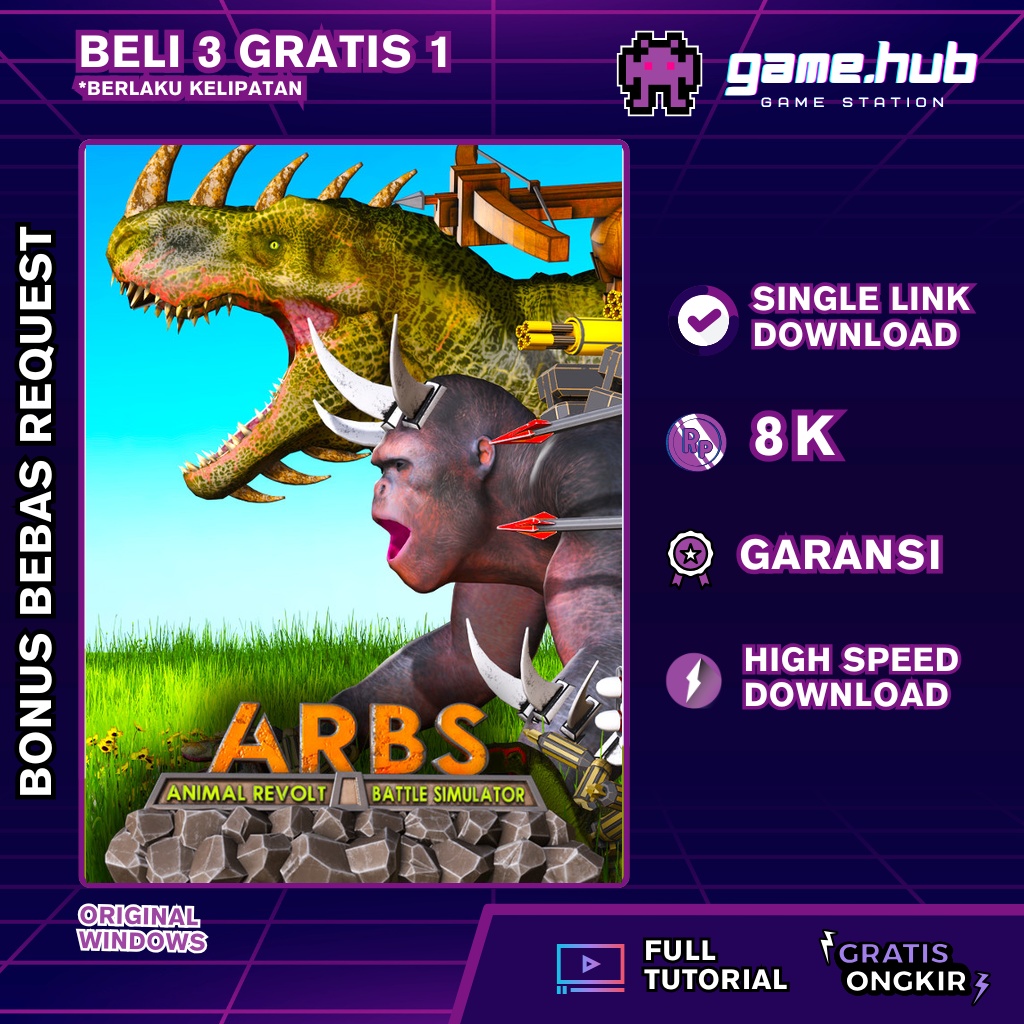 BELI 3 GRATIS 1
*BERLAKU KELIPATAN
game.hub
GAME STATION
BONUS BEBAS REQUEST
SINGLE LINK
DOWNLOAD
Rp
8K
GARANSI
HIGH SPEED
DOWNLOAD
ARBS
ANIMAL REVOLT BATTLE SIMULATOR
ORIGINAL
WINDOWS
FULL
TUTORIAL
GRATIS
ONGKIR